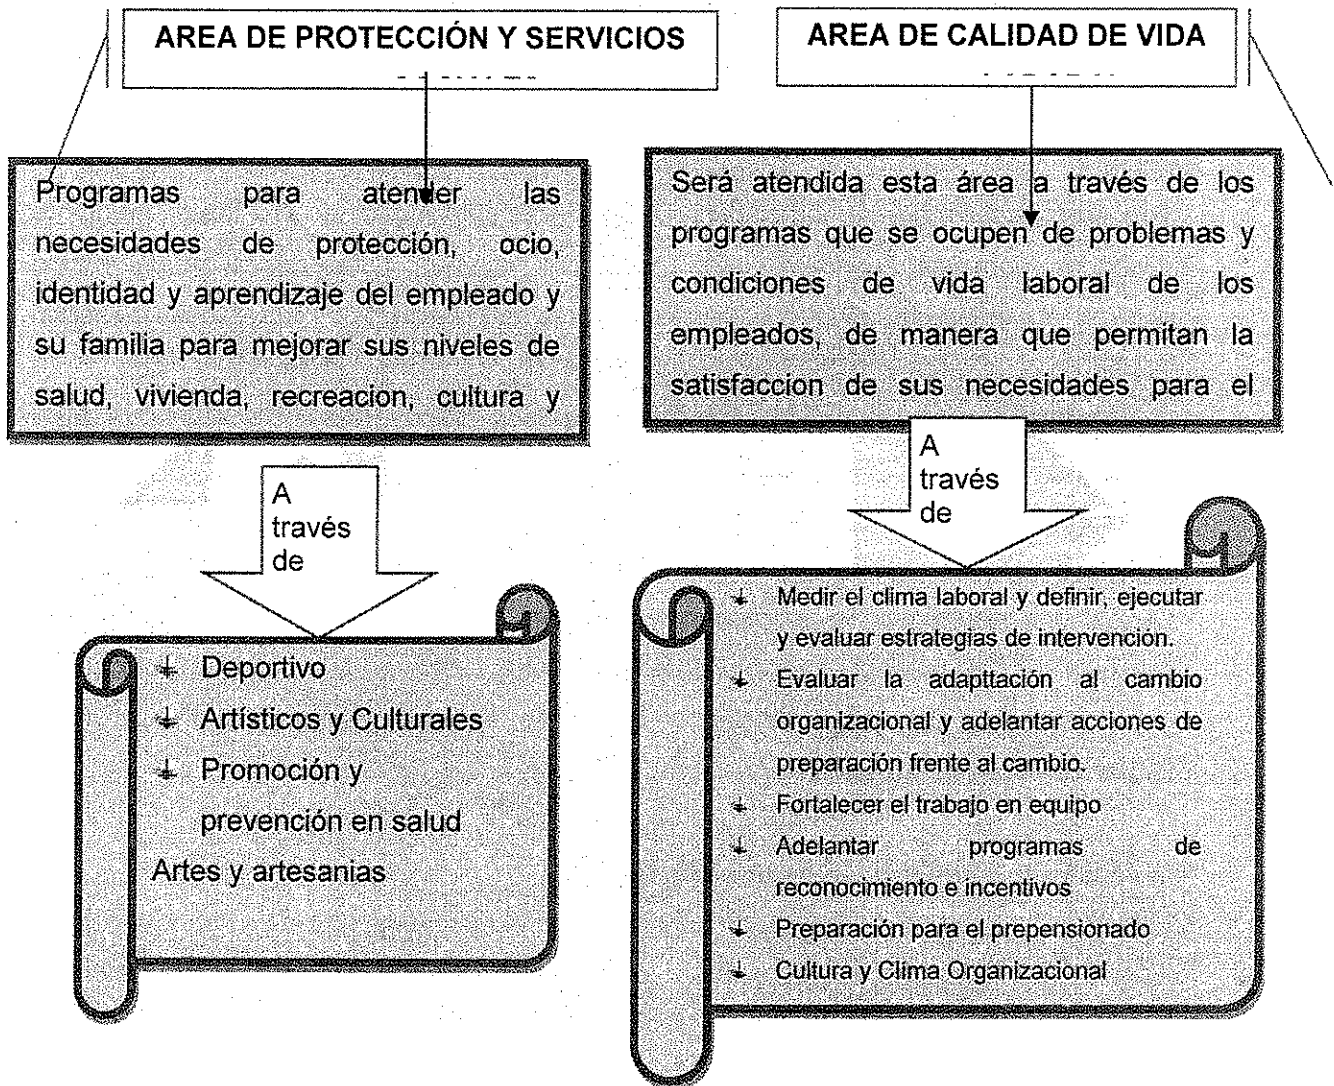 AREA DE PROTECCIÓN Y SERVICIOS
Programas para atender las
necesidades de protección, ocio,
identidad y aprendizaje del empleado y
su familia para mejorar sus niveles de
salud, vivienda, recreacion, cultura y
A
través
de
Deportivo
Artísticos y Culturales
Promoción y
prevención en salud
Artes y artesanias
AREA DE CALIDAD DE VIDA
Será atendida esta área a través de los
programas que se ocupen de problemas y
condiciones de vida laboral de los
empleados, de manera que permitan la
satisfaccion de sus necesidades para el
A
través
de
Medir el clima laboral y definir, ejecutar
y evaluar estrategias de intervención.
Evaluar la adapttación al cambio
organizacional y adelantar acciones de
preparación frente al cambio.
Fortalecer el trabajo en equipo
Adelantar programas de
reconocimiento e incentivos
Preparación para el prepensionado
Cultura y Clima Organizacional